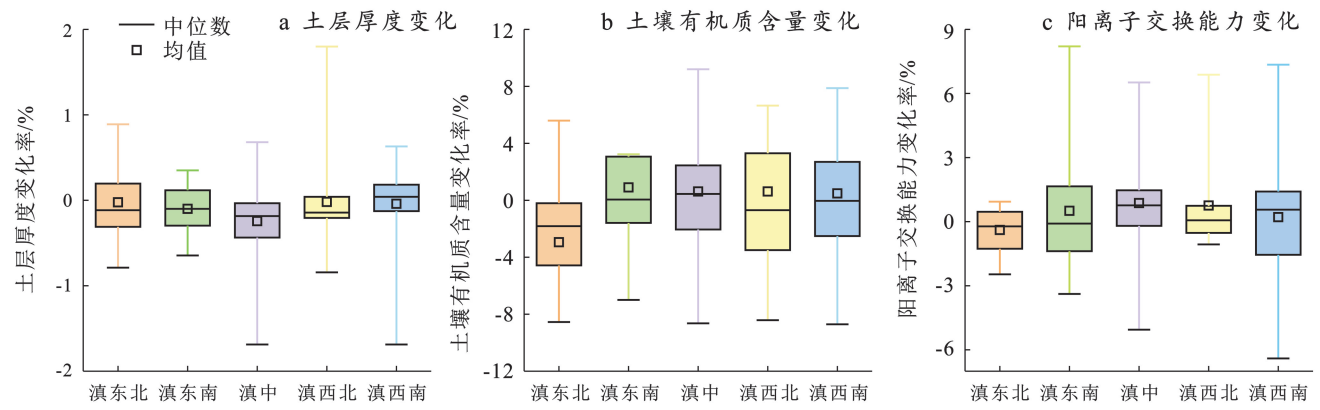 a 土层厚度变化
中位数
均值
土层厚度变化率/%
2
1
0
-1
-2
滇东北 滇东南 滇中 滇西北 滇西南
b 土壤有机质含量变化
土壤有机质含量变化率/%
12
8
4
0
-4
-8
-12
滇东北 滇东南 滇中 滇西北 滇西南
c 阳离子交换能力变化
阳离子交换能力变化率/%
9
6
3
0
-3
-6
滇东北 滇东南 滇中 滇西北 滇西南